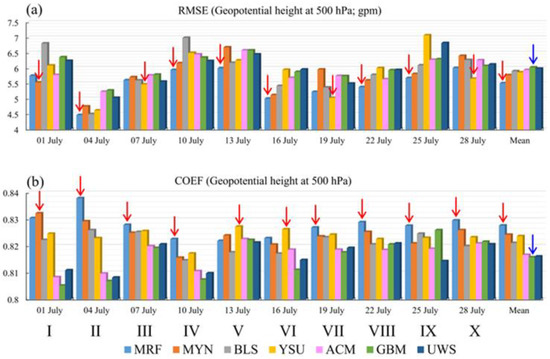 (a) RMSE (Geopotential height at 500 hPa; gpm)
7
6.5
6
5.5
5
4.5
4
01 July 04 July 07 July 10 July 13 July 16 July 19 July 22 July 25 July 28 July Mean
(b) COEF (Geopotential height at 500 hPa)
0.84
0.83
0.82
0.81
0.8
01 July 04 July 07 July 10 July 13 July 16 July 19 July 22 July 25 July 28 July Mean
I II III IV V VI VII VIII IX X
MRF MYN BLS YSU ACM GBM UWS